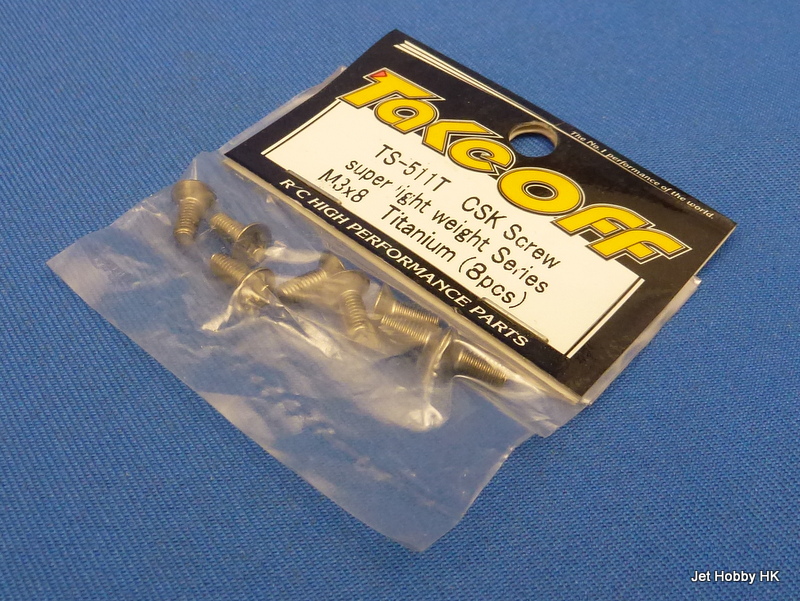 The No.1 performance of the world.
TakeOff
TS-511T CSK Screw
super light weight Series
M3x8 Titanium (8pcs)
R/C HIGH PERFORMANCE PARTS
Jet Hobby HK